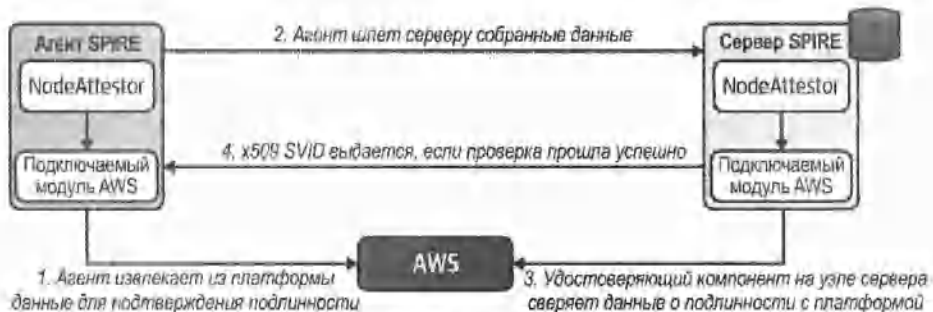 Агент SPIRE
NodeAttestor
Подключаемый
модуль AWS
2. Агент шлет серверу собранные данные
Сервер SPIRE
NodeAttestor
Подключаемый
модуль AWS
4. x509 SVID выдается, если проверка прошла успешно
AWS
1. Агент извлекает из платформы
данные для подтверждения подлинности
3. Удостоверяющий компонент на узле сервера
сверяет данные о подлинности с платформой